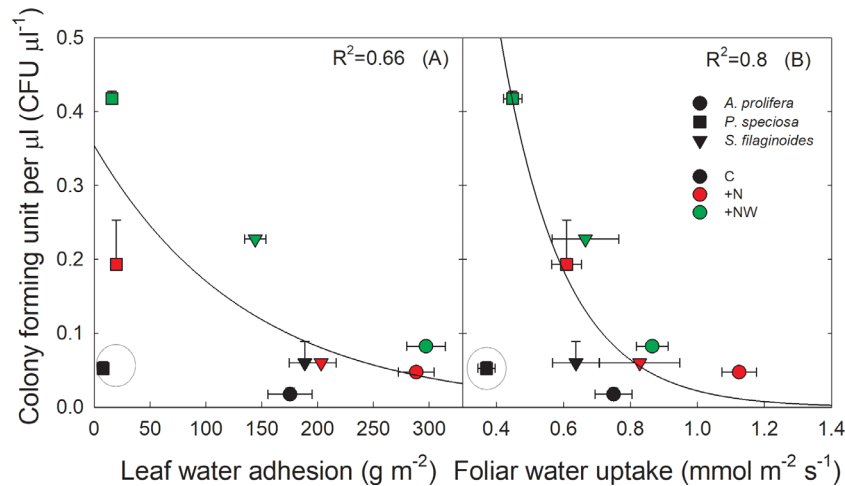 R²=0.66 (A)
R²=0.8 (B)
A. prolifera
P. speciosa
S. filaginoides
C
+N
+NW
Colony forming unit per µl (CFU µl⁻¹)
0.5
0.4
0.3
0.2
0.1
0.0
0 50 100 150 200 250 300
0.4 0.6 0.8 1.0 1.2 1.4
Leaf water adhesion (g m⁻²)
Foliar water uptake (mmol m⁻² s⁻¹)